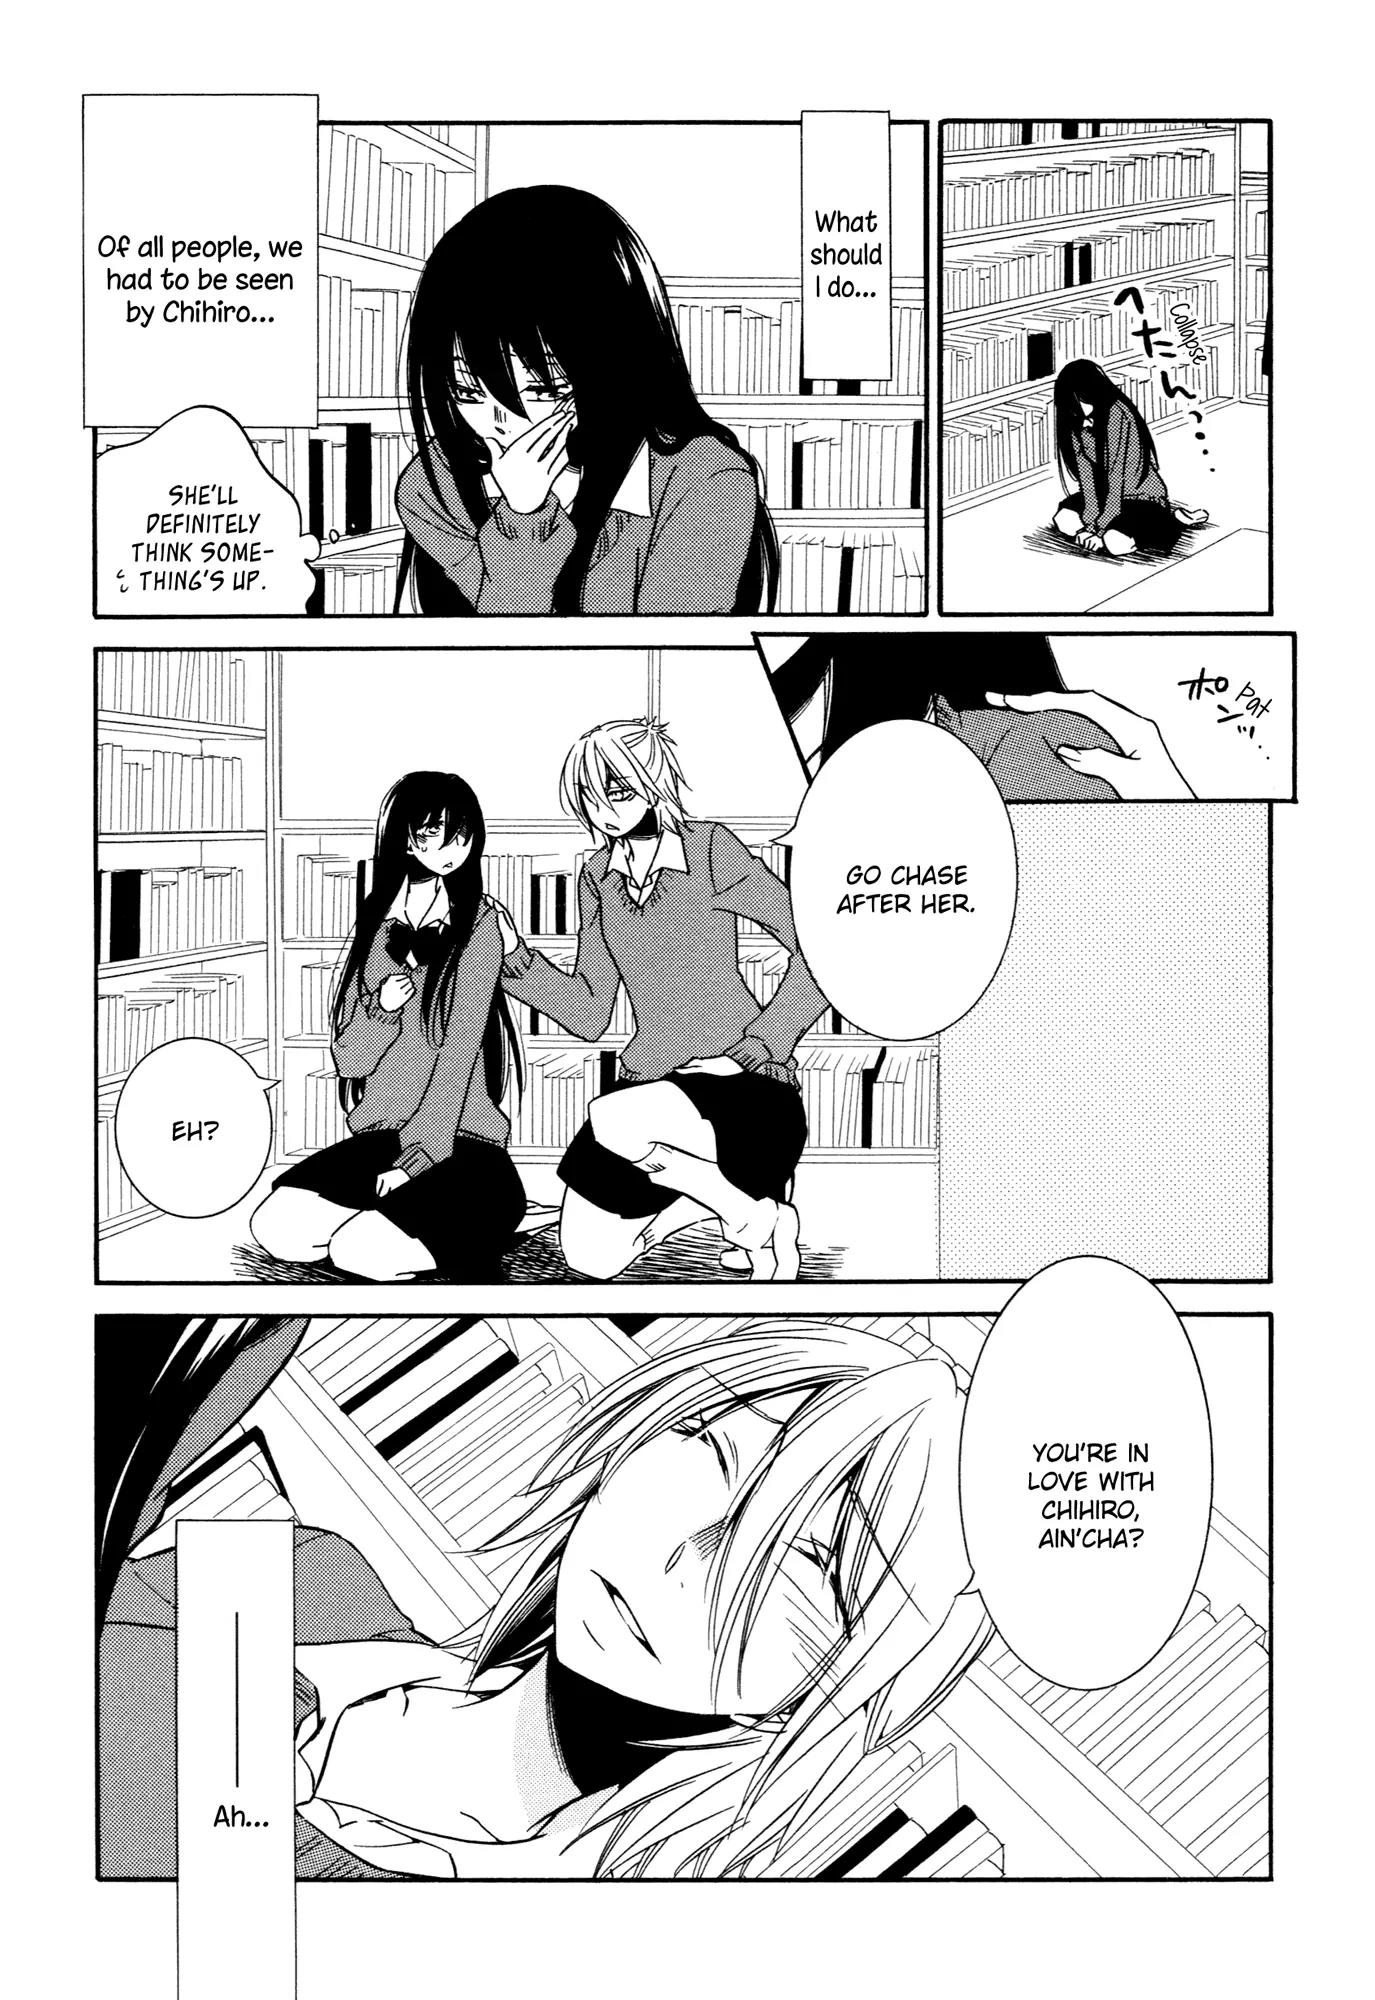 へたんっ…
Collapse
What
should
I do...
Of all people, we
had to be seen
by Chihiro...
SHE'LL
DEFINITELY
THINK SOME-
THING'S UP.
ポンッ…
Pat
GO CHASE
AFTER HER.
EH?
YOU'RE IN
LOVE WITH
CHIHIRO,
AIN'CHA?
Ah...